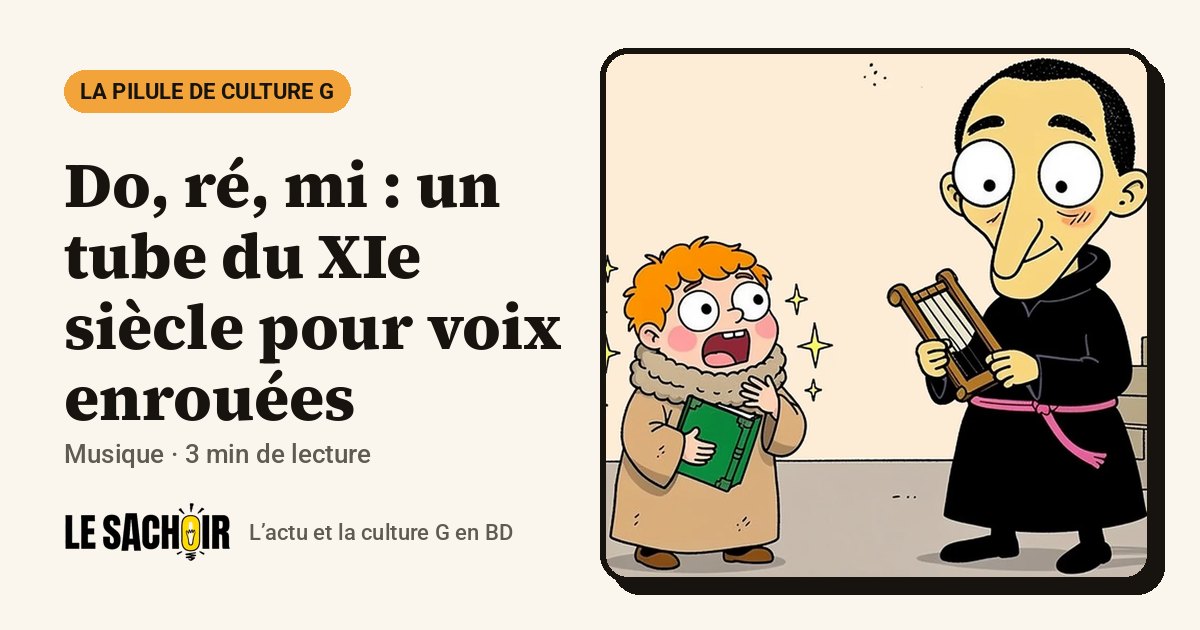 LA PILULE DE CULTURE G
Do, ré, mi : un
tube du XIe
siècle pour voix
enrouées
Musique · 3 min de lecture
LE SACHOIR
L’actu et la culture G en BD